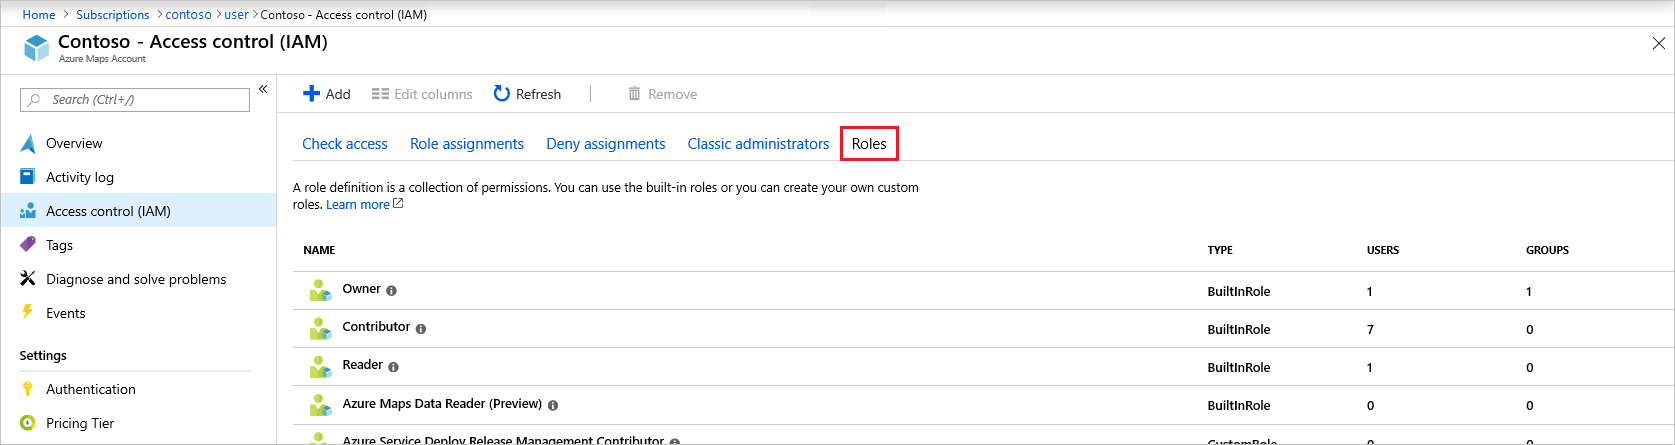 Home > Subscriptions > contoso > user > Contoso - Access control (IAM)
Contoso - Access control (IAM)
Azure Maps Account
Search (Ctrl+/)
«
Overview
Activity log
Access control (IAM)
Tags
Diagnose and solve problems
Events
Settings
Authentication
Pricing Tier
Add Edit columns Refresh Remove
Check access Role assignments Deny assignments Classic administrators Roles
A role definition is a collection of permissions. You can use the built-in roles or you can create your own custom
roles. Learn more
NAME TYPE USERS GROUPS
Owner BuiltInRole 1 1
Contributor BuiltInRole 7 0
Reader BuiltInRole 1 0
Azure Maps Data Reader (Preview) BuiltInRole 0 0
Azure Service Deploy Release Management Contributor CustomRole 0 0